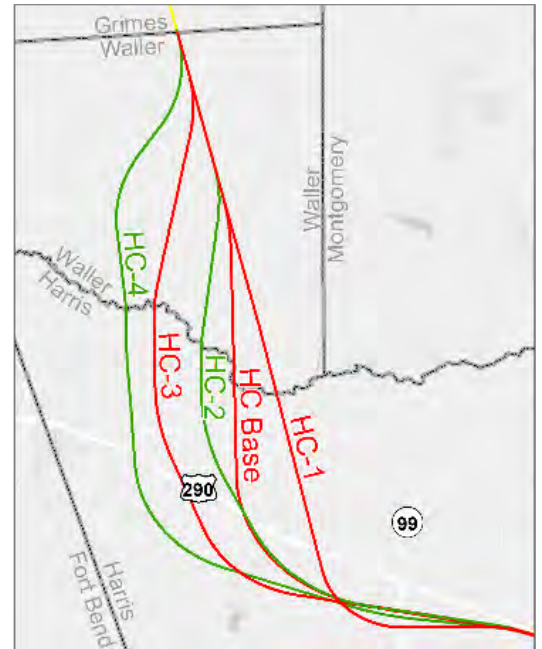 Grimes
Waller
Waller
Montgomery
Waller
Harris
HC-4
HC-3
HC-2
HC Base
HC-1
290
99
Harris
Fort Bend